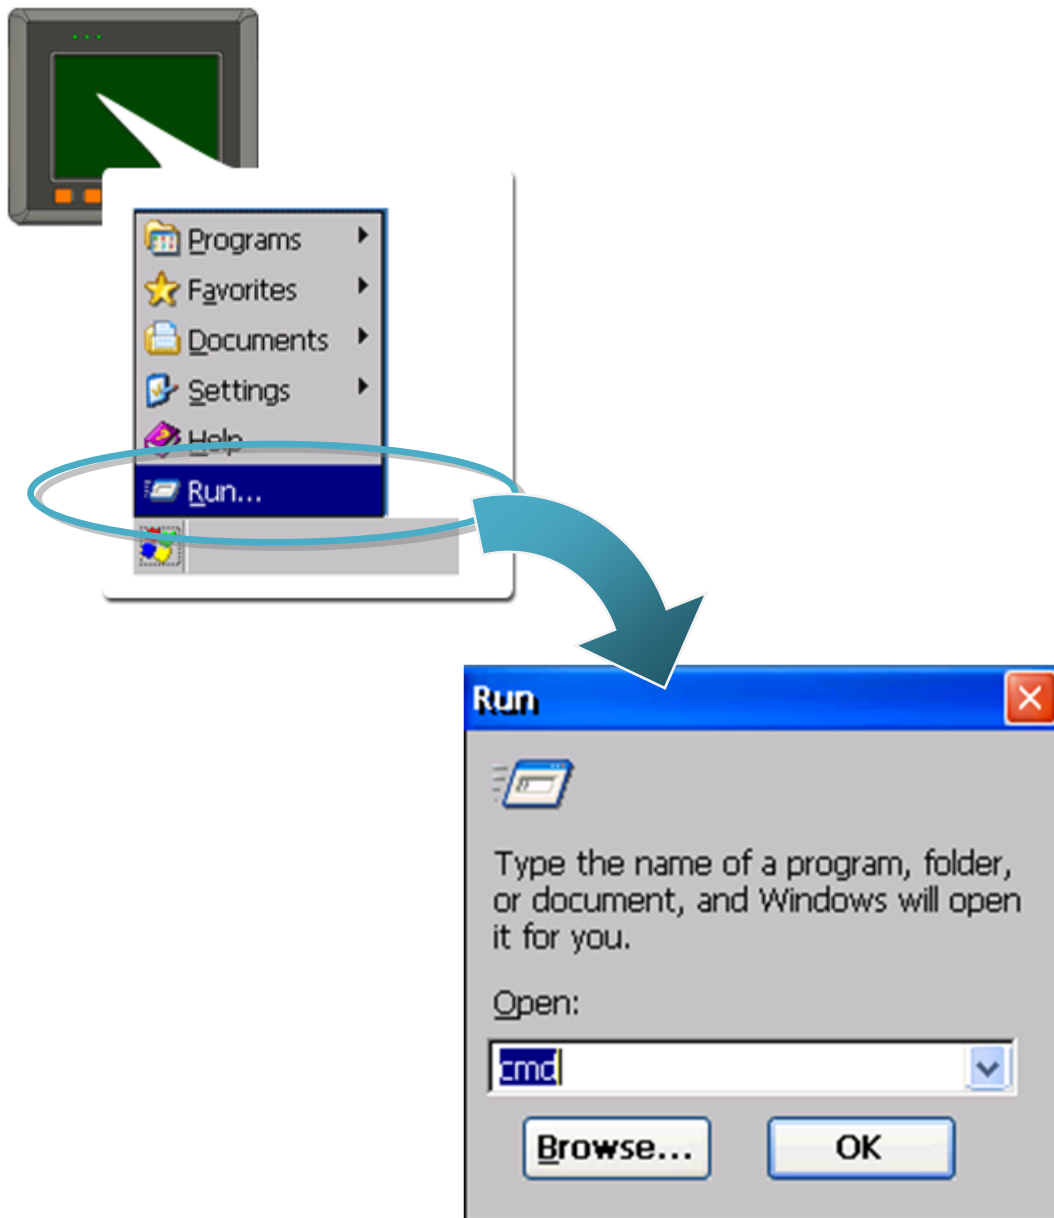 Programs
Favorites
Documents
Settings
Help
Run...
Run
Type the name of a program, folder,
or document, and Windows will open
it for you.
Open:
cmd
Browse...
OK